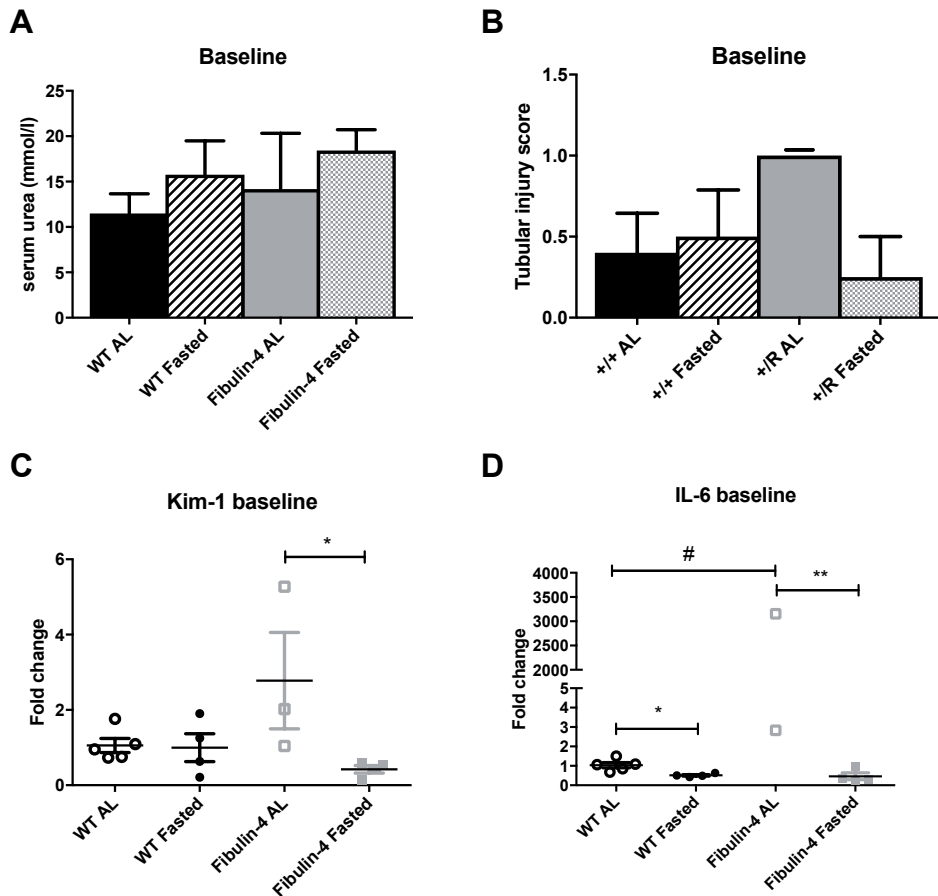 A
Baseline
serum urea (mmol/l)
25
20
15
10
5
0
WT AL
WT Fasted
Fibulin-4 AL
Fibulin-4 Fasted
B
Baseline
Tubular injury score
1.5
1.0
0.5
0.0
+/+ AL
+/+ Fasted
+/R AL
+/R Fasted
C
Kim-1 baseline
Fold change
6
4
2
0
*
WT AL
WT Fasted
Fibulin-4 AL
Fibulin-4 Fasted
D
IL-6 baseline
Fold change
4000
3500
3000
2500
2000
1500
1000
500
5
4
3
2
1
0
#
**
*
WT AL
WT Fasted
Fibulin-4 AL
Fibulin-4 Fasted